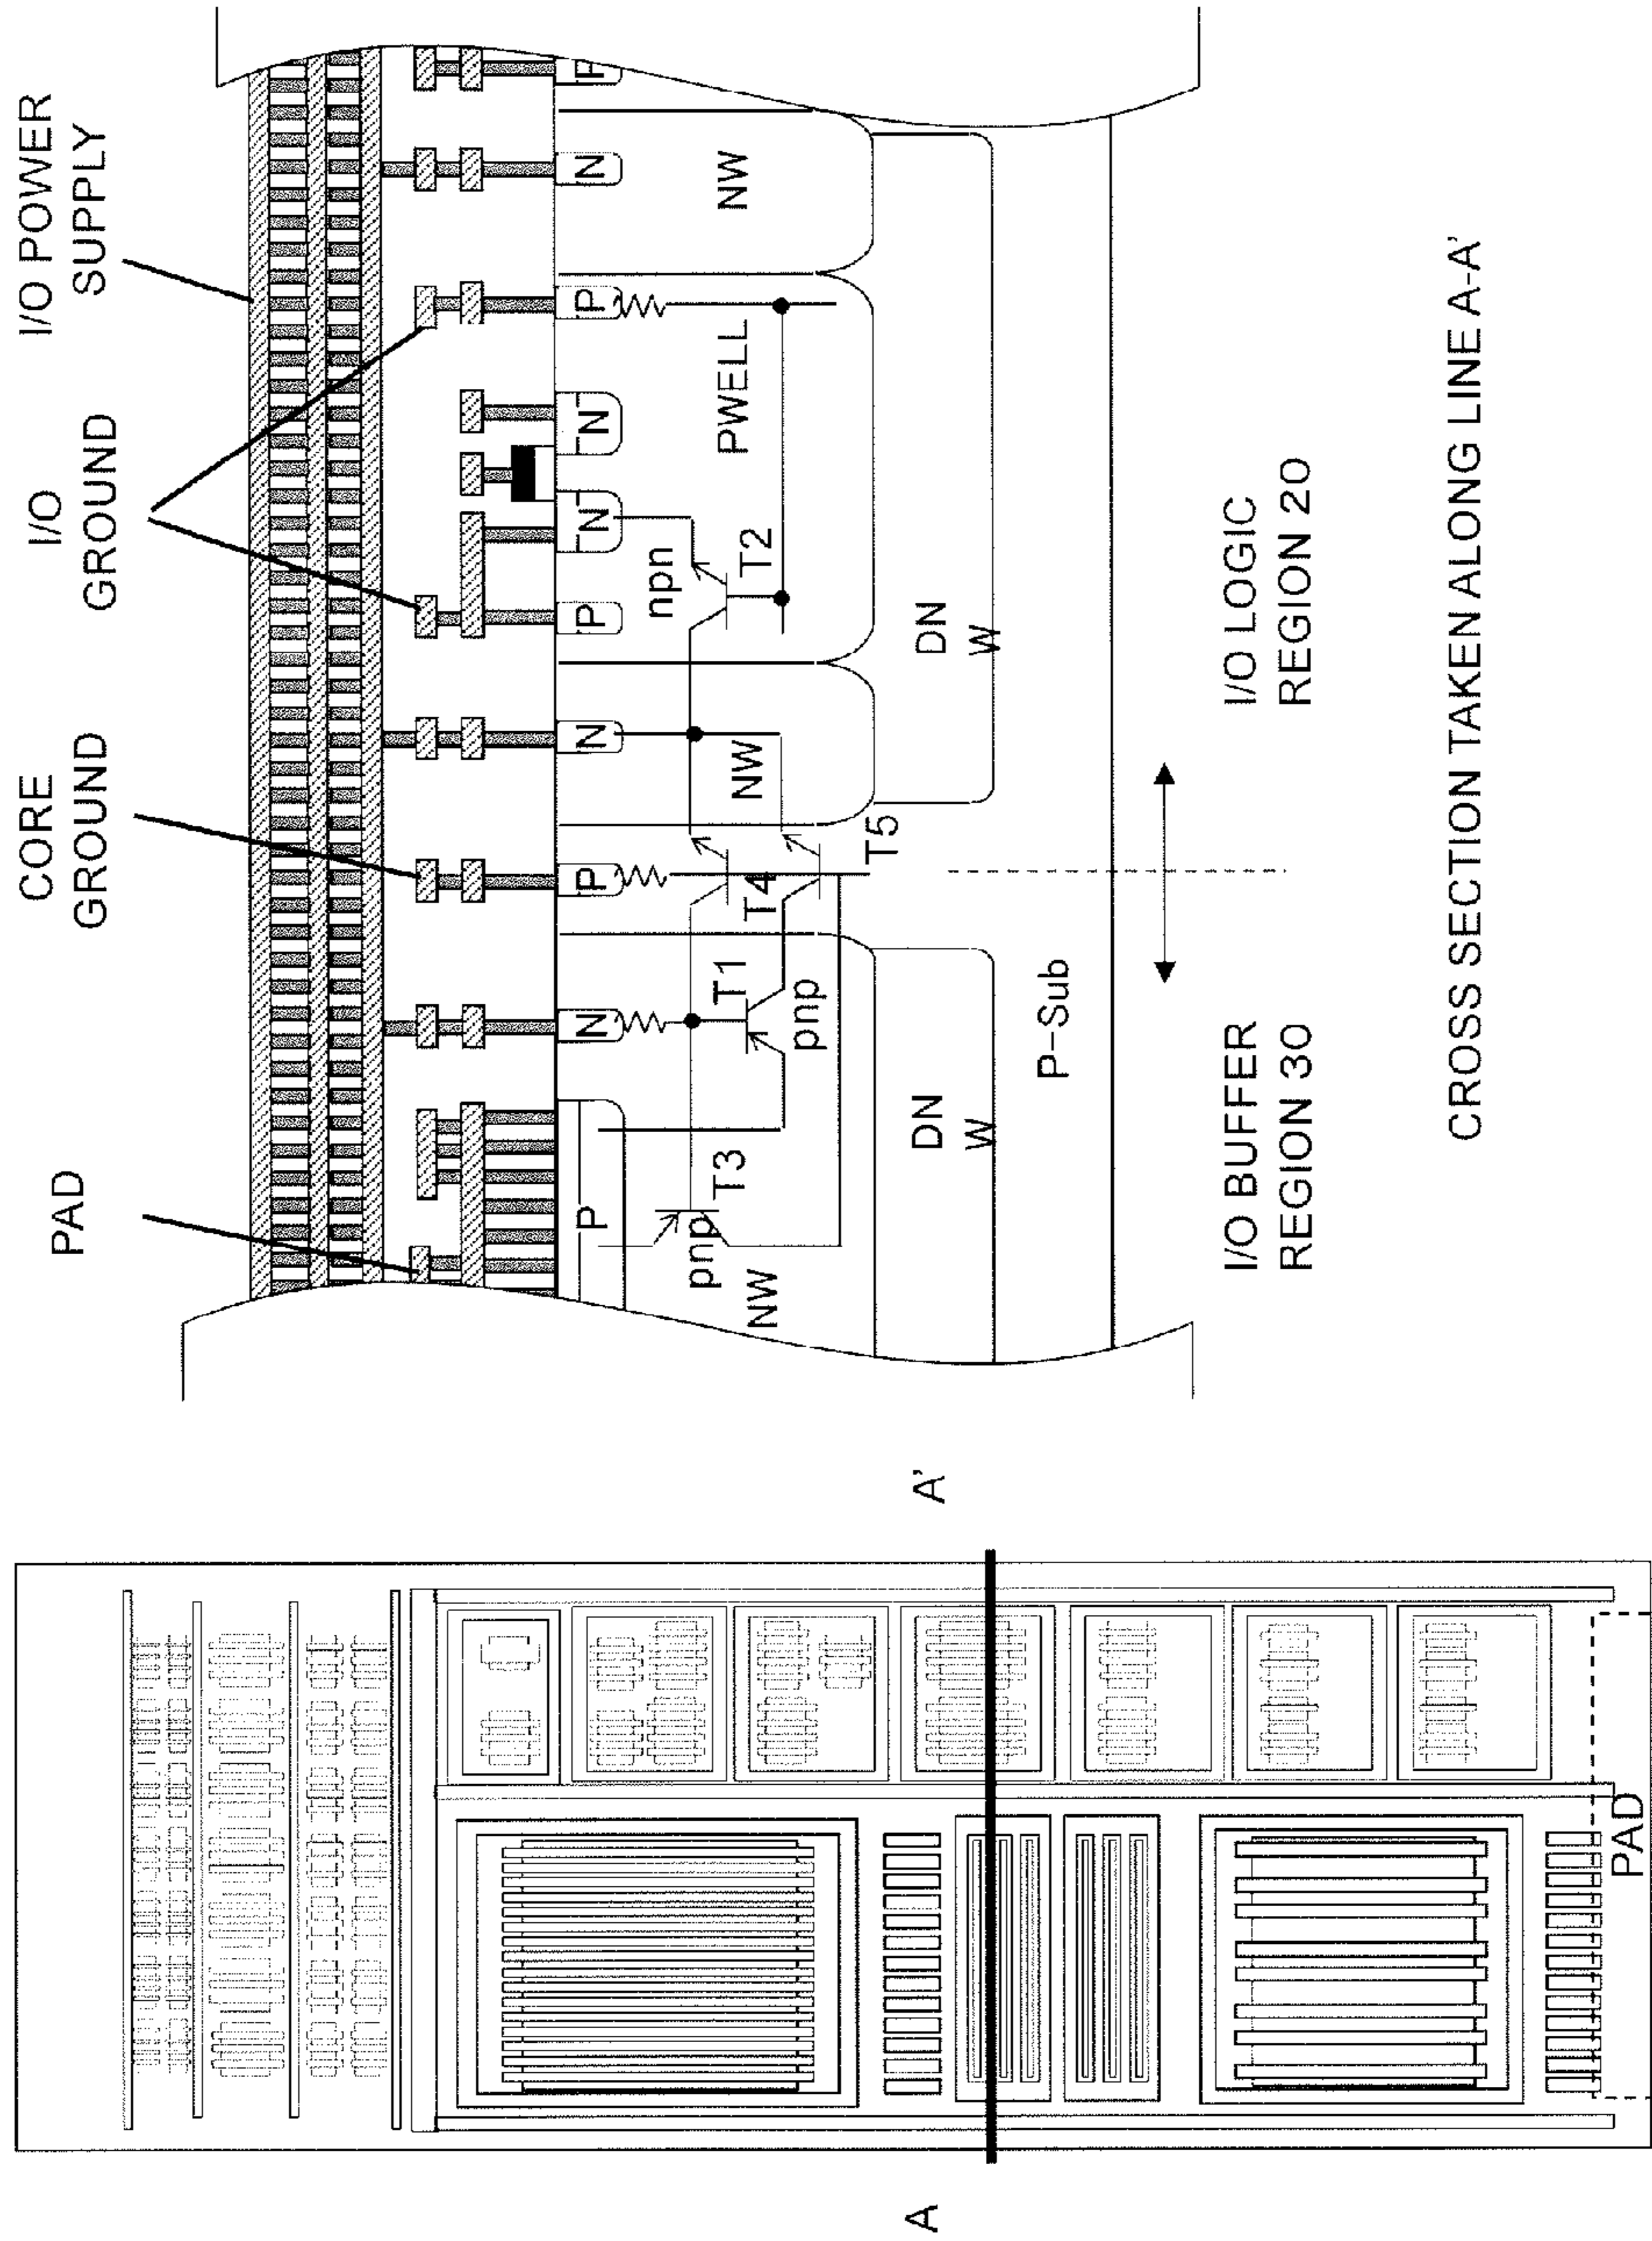 PAD
CORE
GROUND
I/O
GROUND
I/O POWER
SUPPLY
P
N
P
N
P
N
N
P
N
P
pnp
T3
T1
pnp
T4
T5
npn
T2
NW
NW
PWELL
NW
DN
W
DN
W
P-Sub
I/O BUFFER
REGION 30
I/O LOGIC
REGION 20
CROSS SECTION TAKEN ALONG LINE A-A'
A
A'
PAD